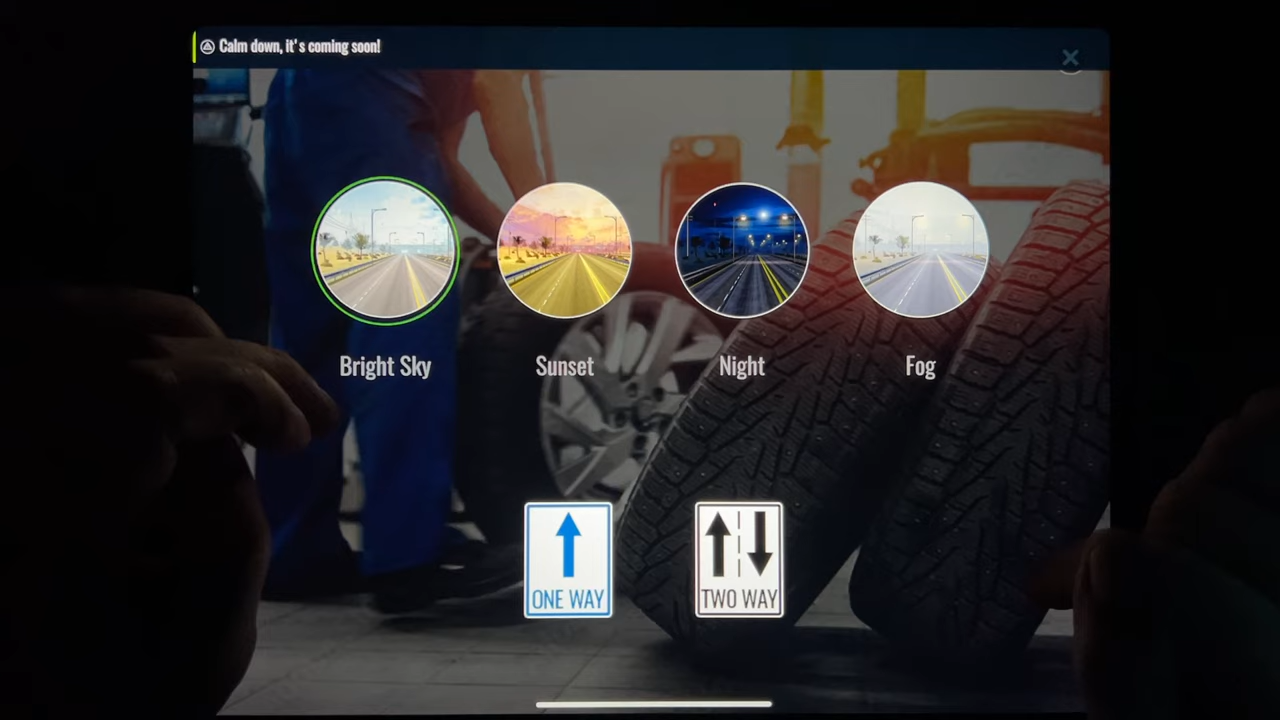 Calm down, it's coming soon!
Bright Sky
Sunset
Night
Fog
ONE WAY
TWO WAY